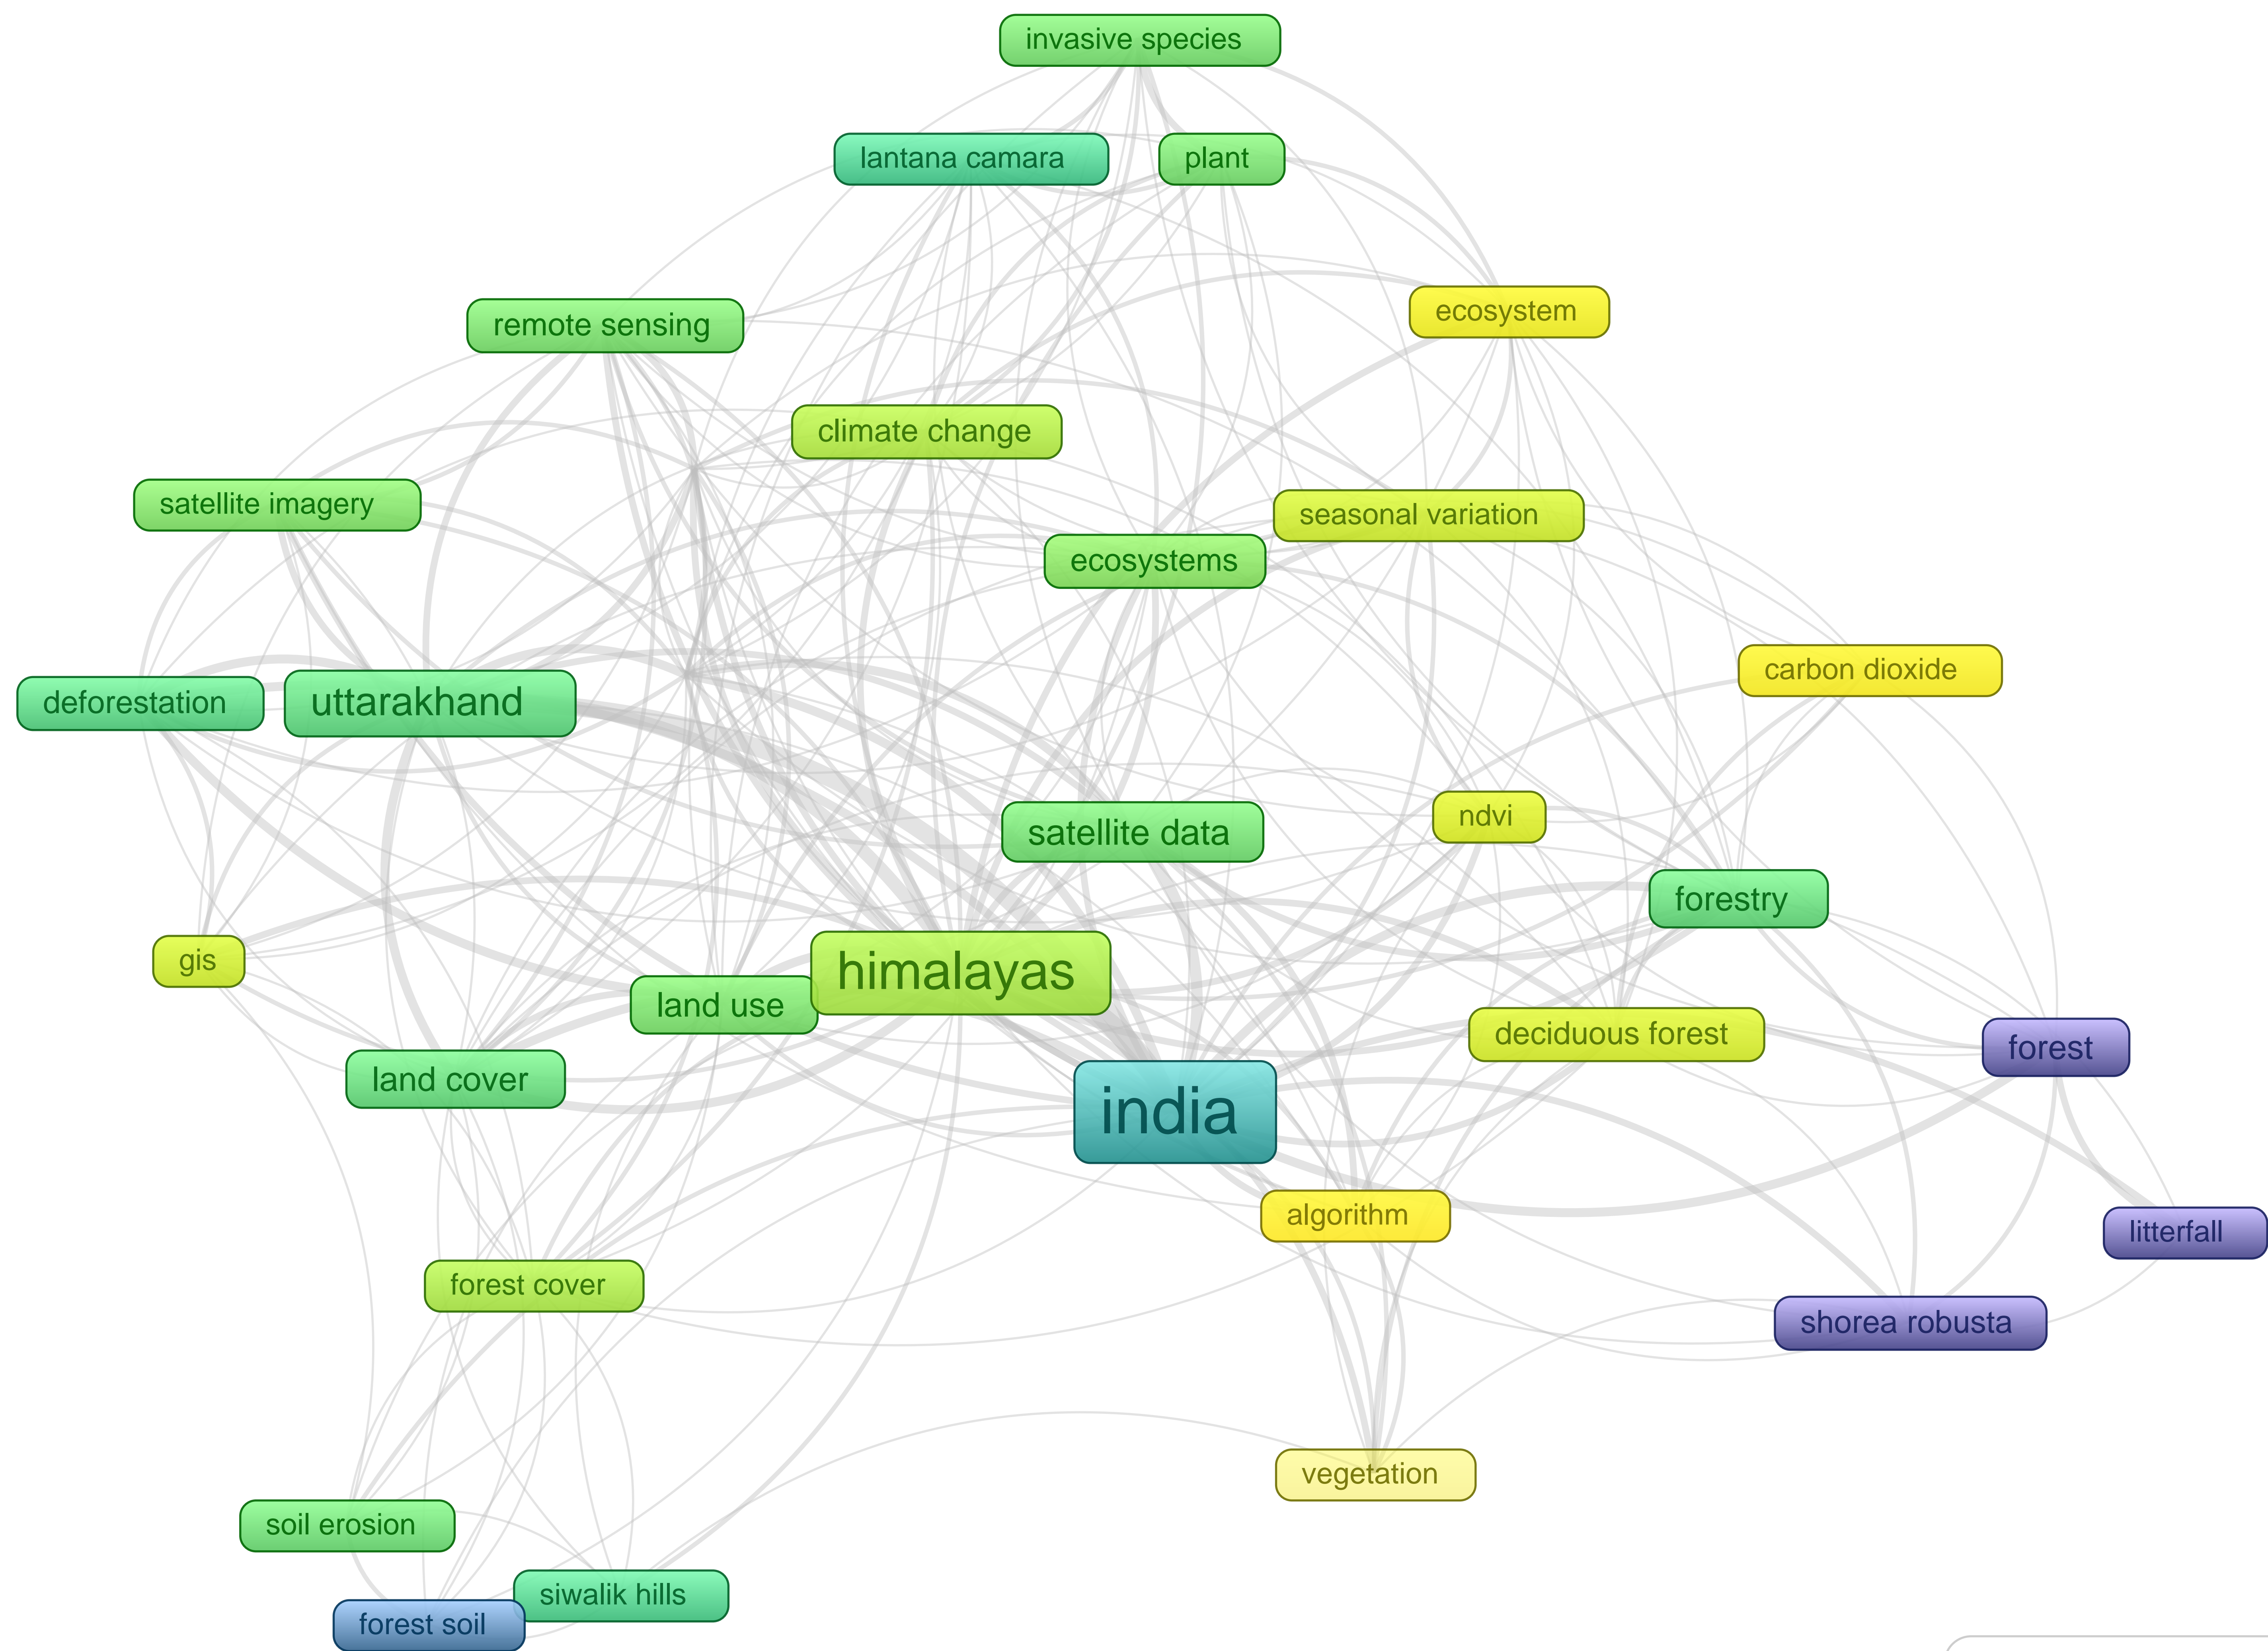 invasive species
lantana camara
plant
ecosystem
remote sensing
climate change
satellite imagery
seasonal variation
ecosystems
carbon dioxide
deforestation
uttarakhand
ndvi
satellite data
forestry
gis
himalayas
land use
deciduous forest
forest
land cover
india
algorithm
litterfall
forest cover
shorea robusta
vegetation
soil erosion
siwalik hills
forest soil